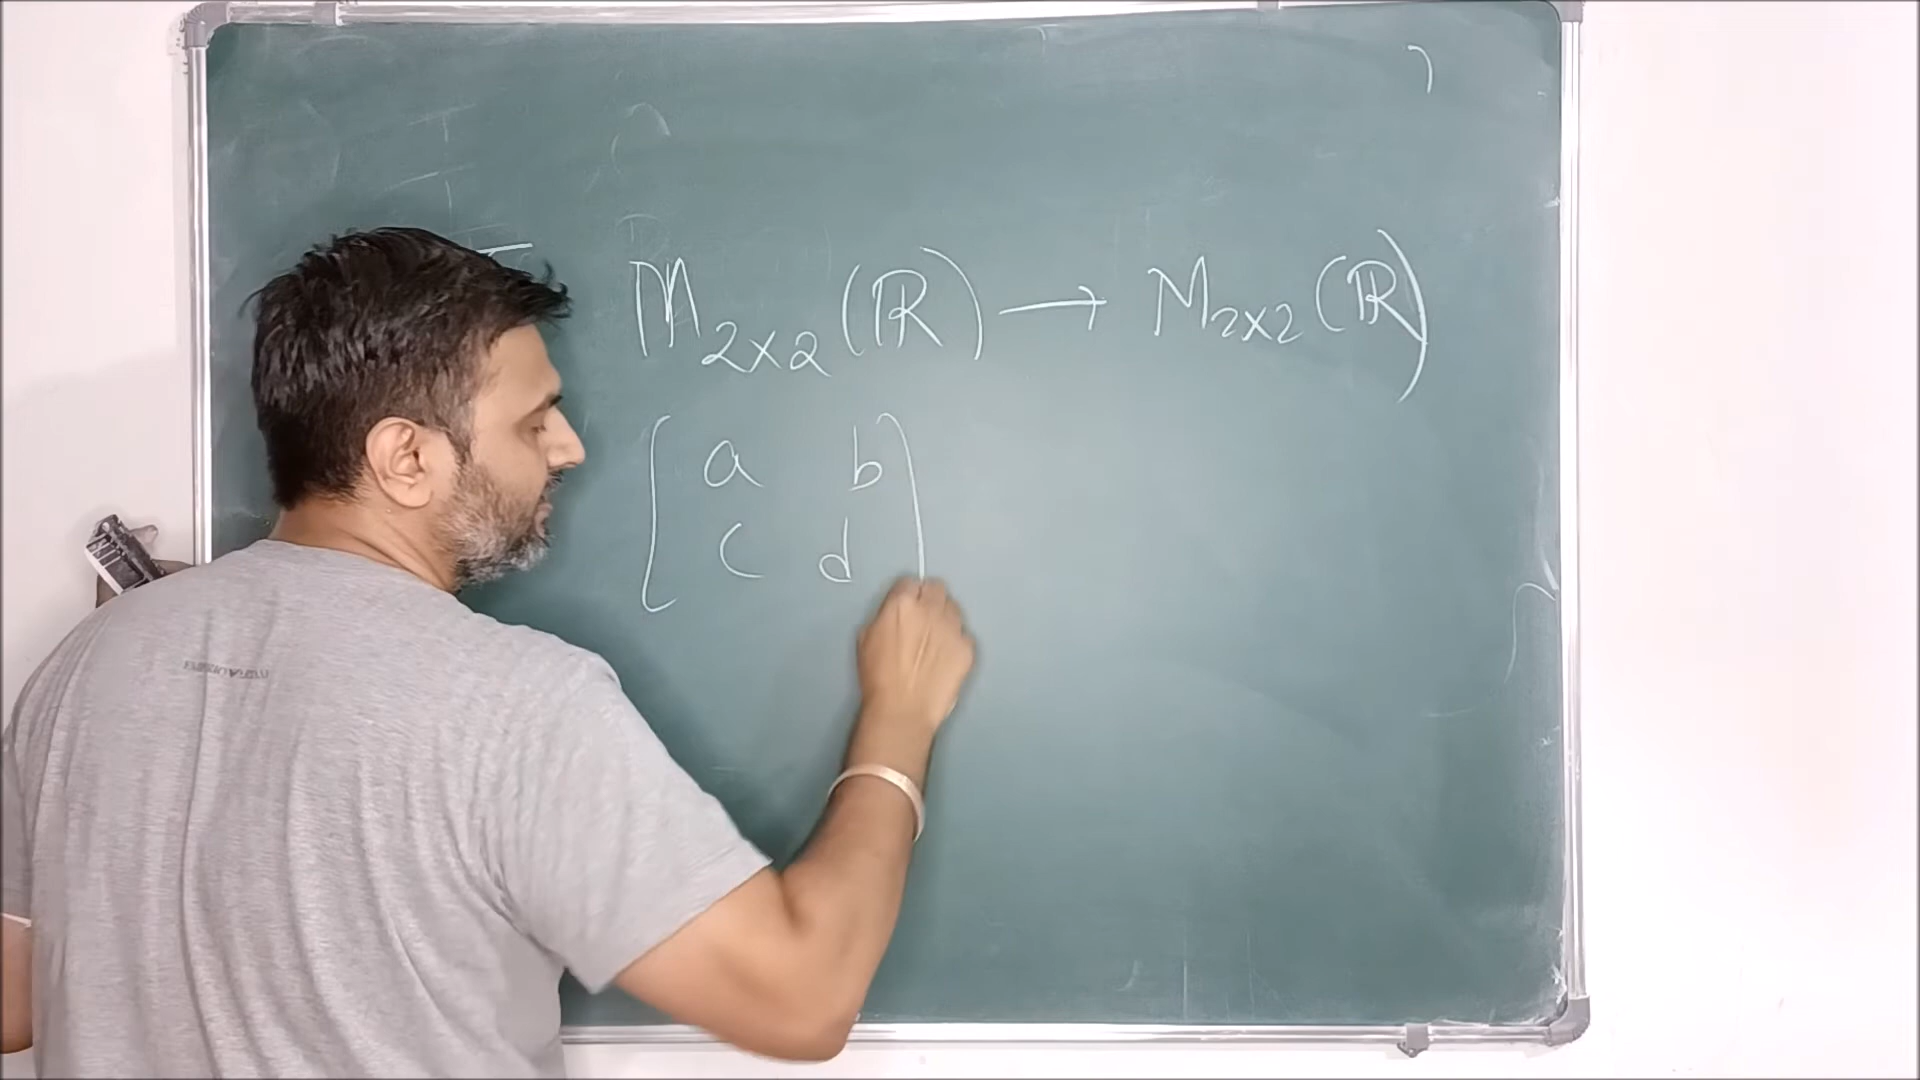 M₂ₓ₂(ℝ) → M₂ₓ₂(ℝ)
[a b
c d]